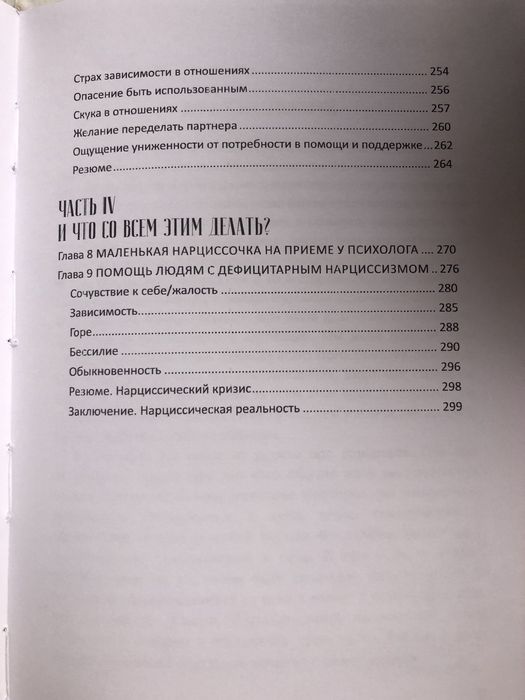 Страх зависимости в отношениях ........ 254
Опасение быть использованным ........ 256
Скука в отношениях ........ 257
Желание переделать партнера ........ 260
Ощущение униженности от потребности в помощи и поддержке...262
Резюме ........ 264
ЧАСТЬ IV
И ЧТО СО ВСЕМ ЭТИМ ДЕЛАТЬ?
Глава 8 МАЛЕНЬКАЯ НАРЦИССОЧКА НА ПРИЕМЕ У ПСИХОЛОГА .... 270
Глава 9 ПОМОЩЬ ЛЮДЯМ С ДЕФИЦИТАРНЫМ НАРЦИССИЗМОМ .. 276
Сочувствие к себе/жалость ........ 280
Зависимость ........ 285
Горе ........ 288
Бессилие ........ 290
Обыкновенность ........ 296
Резюме. Нарциссический кризис ........ 298
Заключение. Нарциссическая реальность ........ 299